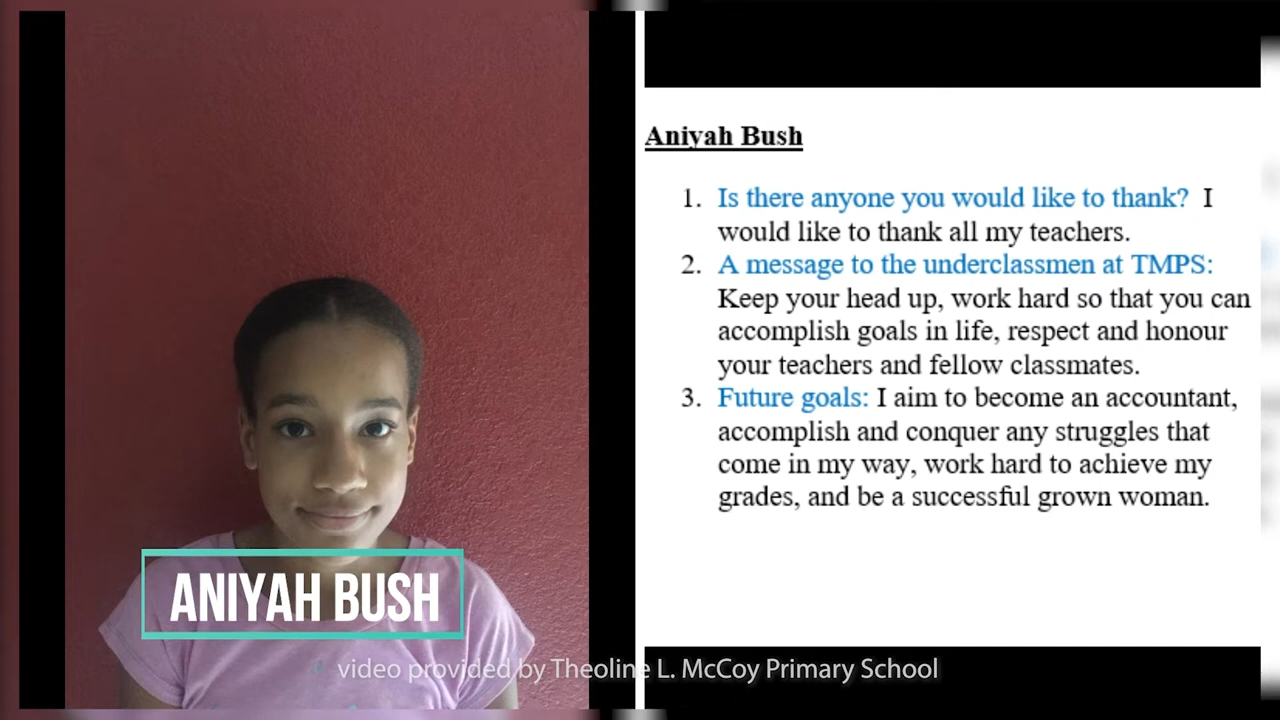 ANIYAH BUSH
video provided by Theoline L. McCoy Primary School
Aniyah Bush
1. Is there anyone you would like to thank? I
would like to thank all my teachers.
2. A message to the underclassmen at TMPS:
Keep your head up, work hard so that you can
accomplish goals in life, respect and honour
your teachers and fellow classmates.
3. Future goals: I aim to become an accountant,
accomplish and conquer any struggles that
come in my way, work hard to achieve my
grades, and be a successful grown woman.